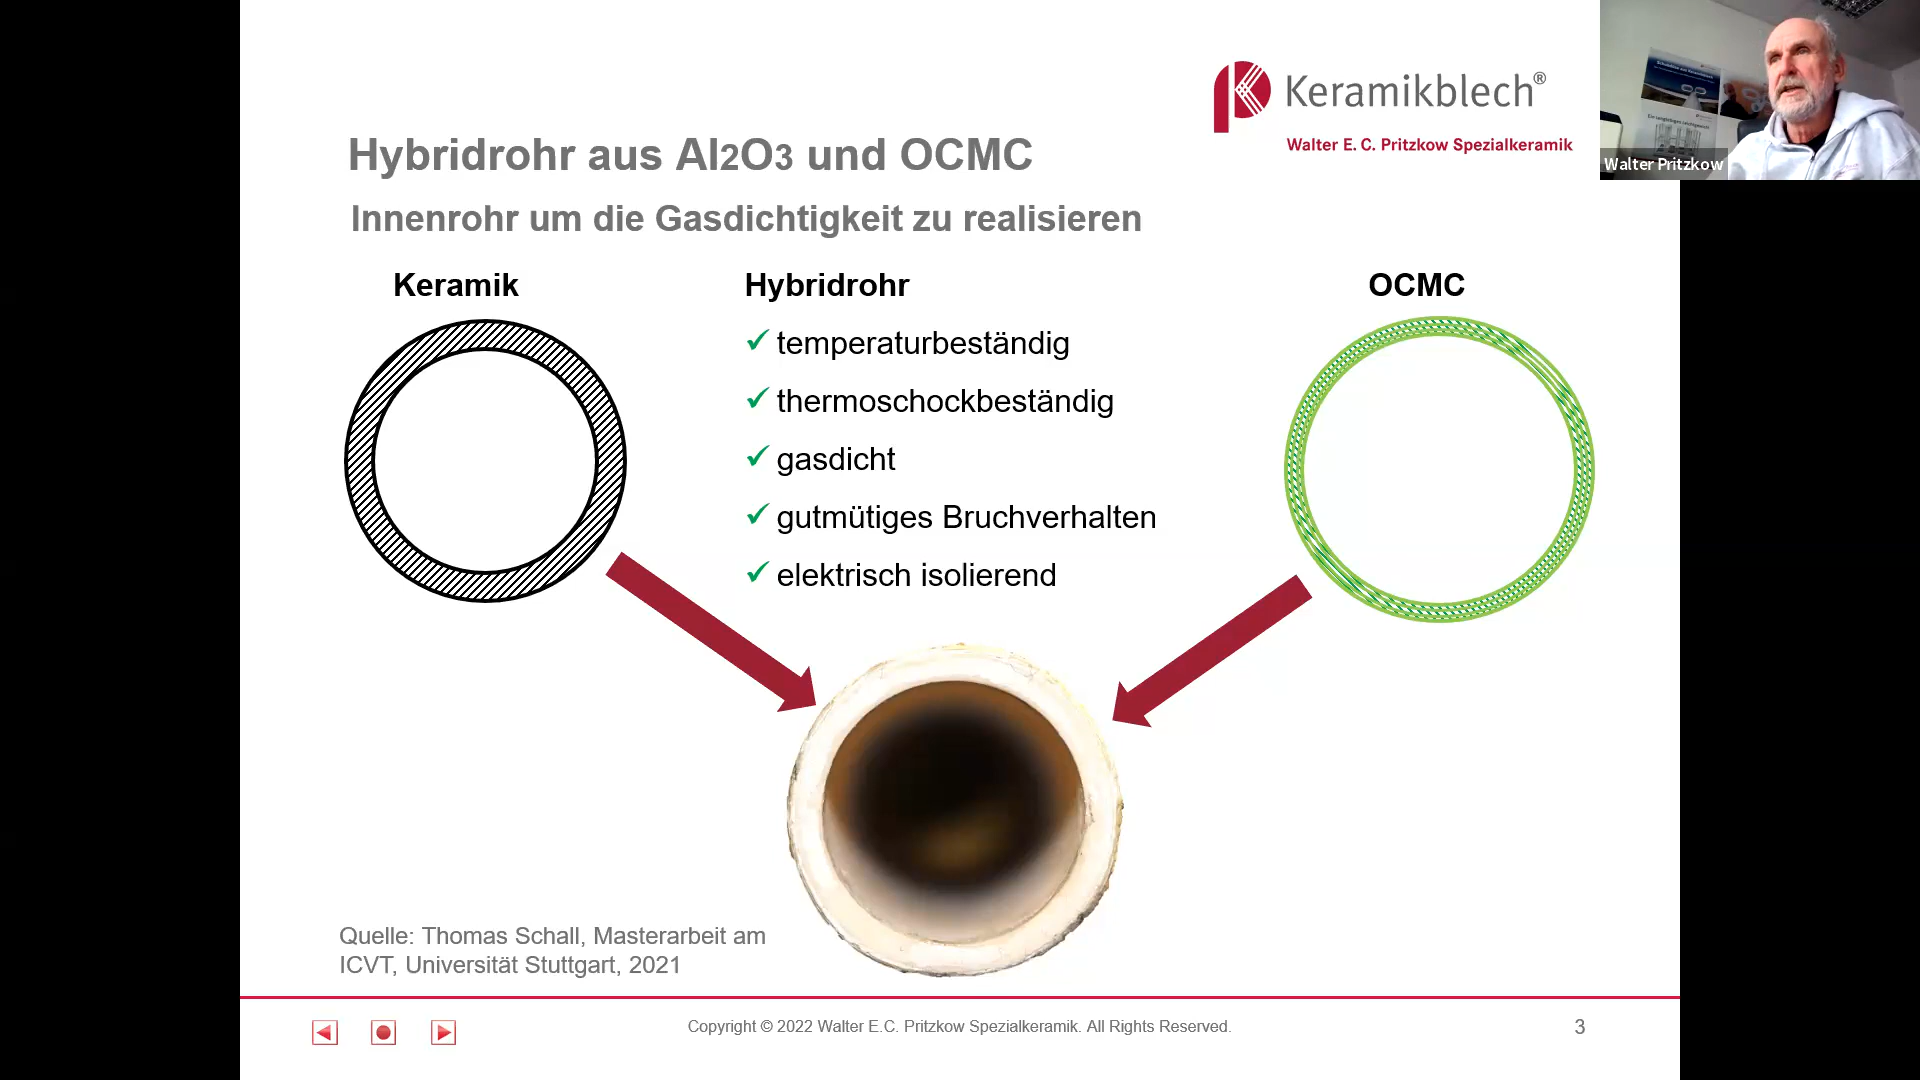 Keramikblech®
Walter E. C. Pritzkow Spezialkeramik
Walter Pritzkow
Hybridrohr aus Al2O3 und OCMC
Innenrohr um die Gasdichtigkeit zu realisieren
Keramik
Hybridrohr
OCMC
✓ temperaturbeständig
✓ thermoschockbeständig
✓ gasdicht
✓ gutmütiges Bruchverhalten
✓ elektrisch isolierend
Quelle: Thomas Schall, Masterarbeit am
ICVT, Universität Stuttgart, 2021
Copyright © 2022 Walter E.C. Pritzkow Spezialkeramik. All Rights Reserved.
3